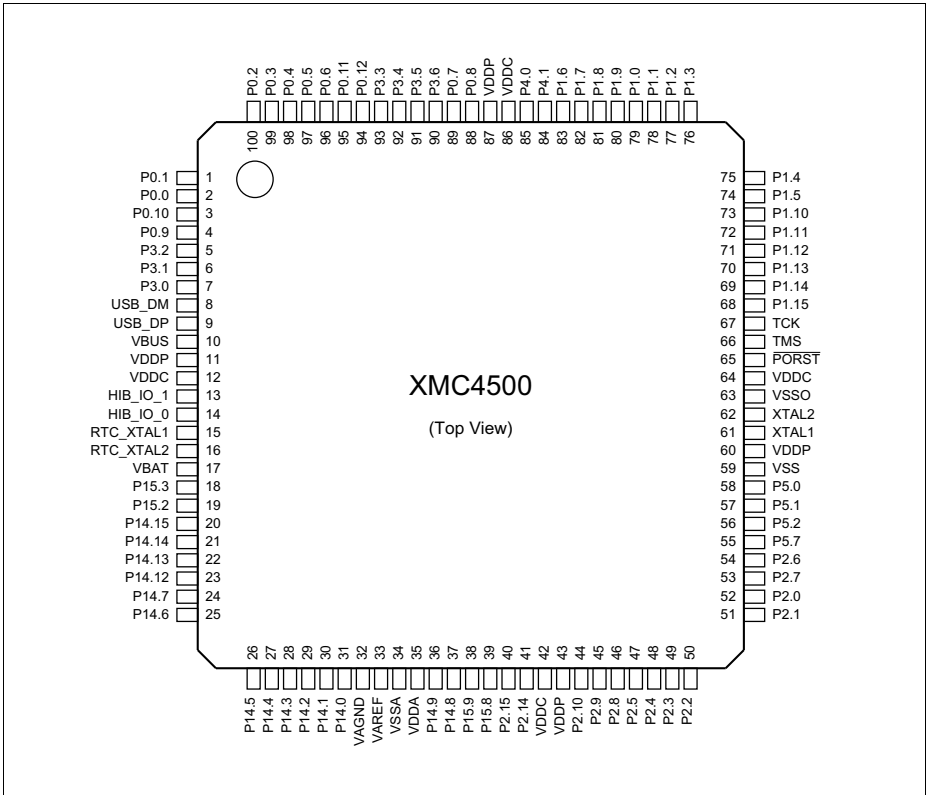 P0.2 P0.3 P0.4 P0.5 P0.6 P0.11 P0.12 P3.3 P3.4 P3.5 P3.6 P0.7 P0.8 VDDP VDDC P4.0 P4.1 P1.6 P1.7 P1.8 P1.9 P1.0 P1.1 P1.2 P1.3
100 99 98 97 96 95 94 93 92 91 90 89 88 87 86 85 84 83 82 81 80 79 78 77 76
P0.1 1 75 P1.4
P0.0 2 74 P1.5
P0.10 3 73 P1.10
P0.9 4 72 P1.11
P3.2 5 71 P1.12
P3.1 6 70 P1.13
P3.0 7 69 P1.14
USB_DM 8 68 P1.15
USB_DP 9 67 TCK
VBUS 10 66 TMS
VDDP 11 65 PORST
VDDC 12 64 VDDC
HIB_IO_1 13 63 VSSO
HIB_IO_0 14 62 XTAL2
RTC_XTAL1 15 61 XTAL1
RTC_XTAL2 16 60 VDDP
VBAT 17 59 VSS
P15.3 18 58 P5.0
P15.2 19 57 P5.1
P14.15 20 56 P5.2
P14.14 21 55 P5.7
P14.13 22 54 P2.6
P14.12 23 53 P2.7
P14.7 24 52 P2.0
P14.6 25 51 P2.1
XMC4500
(Top View)
26 27 28 29 30 31 32 33 34 35 36 37 38 39 40 41 42 43 44 45 46 47 48 49 50
P14.5 P14.4 P14.3 P14.2 P14.1 P14.0 VAGND VAREF VSSA VDDA P14.9 P14.8 P15.9 P15.8 P2.15 P2.14 VDDC VDDP P2.10 P2.9 P2.8 P2.5 P2.4 P2.3 P2.2